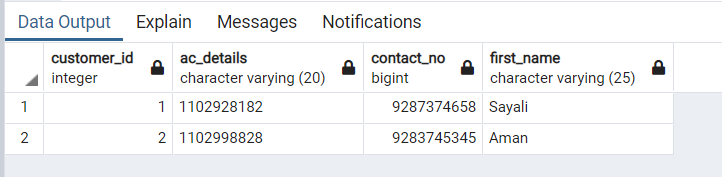 Data Output Explain Messages Notifications
customer_id ac_details contact_no first_name
integer character varying (20) bigint character varying (25)
1 1 1102928182 9287374658 Sayali
2 2 1102998828 9283745345 Aman